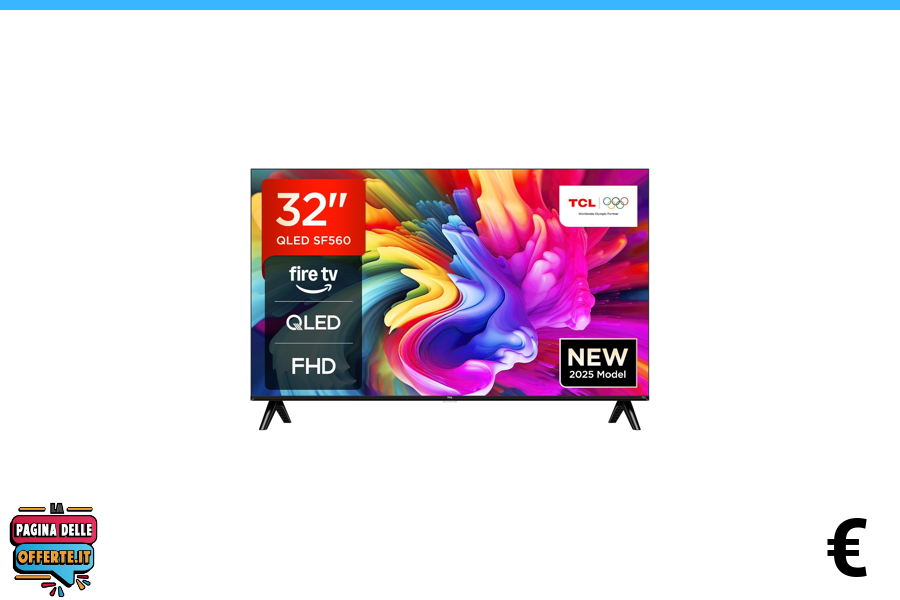 32"
QLED SF560
fire tv
QLED
FHD
TCL
Worldwide Olympic Partner
NEW
2025 Model
LA
PAGINA DELLE
OFFERTE.IT
€